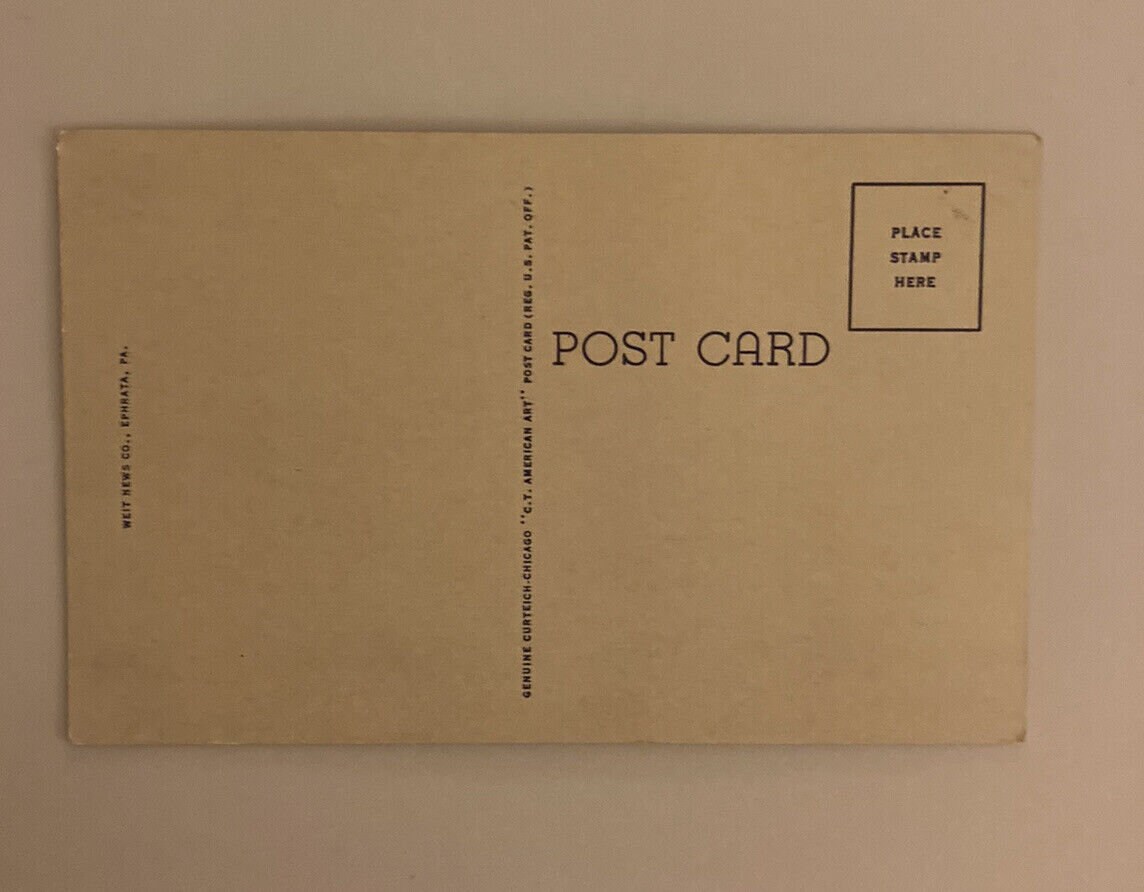 WEIT NEWS CO., EPHRATA, PA.
GENUINE CURTEICH-CHICAGO "C.T. AMERICAN ART" POST CARD (REG. U.S. PAT. OFF.)
POST CARD
PLACE
STAMP
HERE